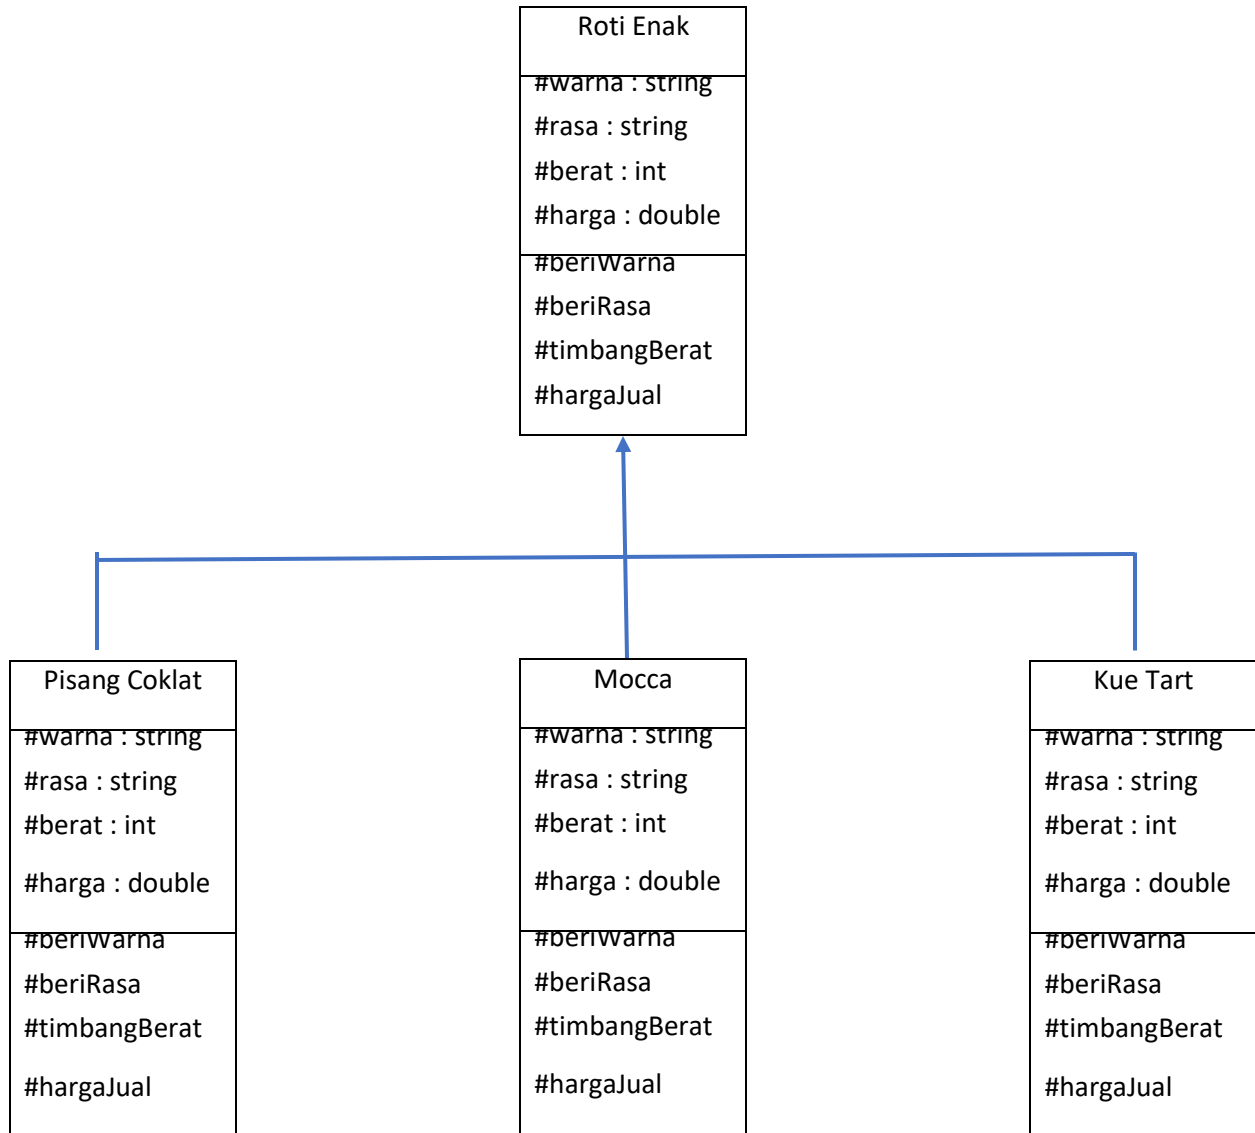 Roti Enak
#warna : string
#rasa : string
#berat : int
#harga : double
#beriWarna
#beriRasa
#timbangBerat
#hargaJual
Pisang Coklat
#warna : string
#rasa : string
#berat : int
#harga : double
#beriWarna
#beriRasa
#timbangBerat
#hargaJual
Mocca
#warna : string
#rasa : string
#berat : int
#harga : double
#beriWarna
#beriRasa
#timbangBerat
#hargaJual
Kue Tart
#warna : string
#rasa : string
#berat : int
#harga : double
#beriWarna
#beriRasa
#timbangBerat
#hargaJual